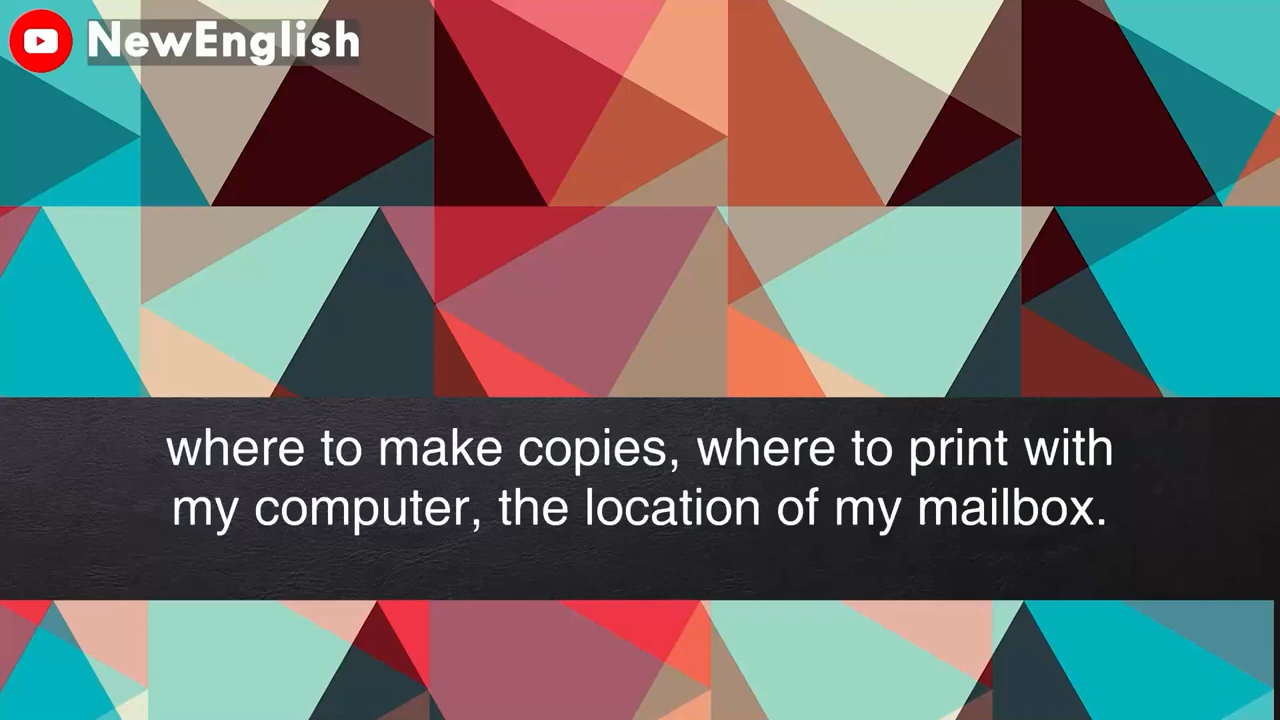 NewEnglish
where to make copies, where to print with
my computer, the location of my mailbox.